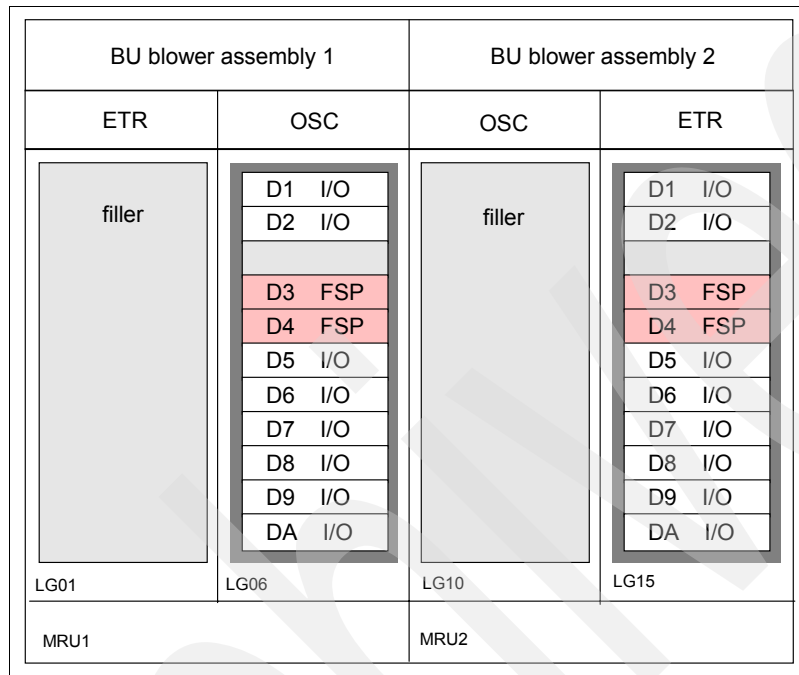 BU blower assembly 1 BU blower assembly 2
ETR OSC OSC ETR
D1 I/O D1 I/O
filler D2 I/O filler D2 I/O
D3 FSP D3 FSP
D4 FSP D4 FSP
D5 I/O D5 I/O
D6 I/O D6 I/O
D7 I/O D7 I/O
D8 I/O D8 I/O
D9 I/O D9 I/O
DA I/O DA I/O
LG01 LG06 LG10 LG15
MRU1 MRU2